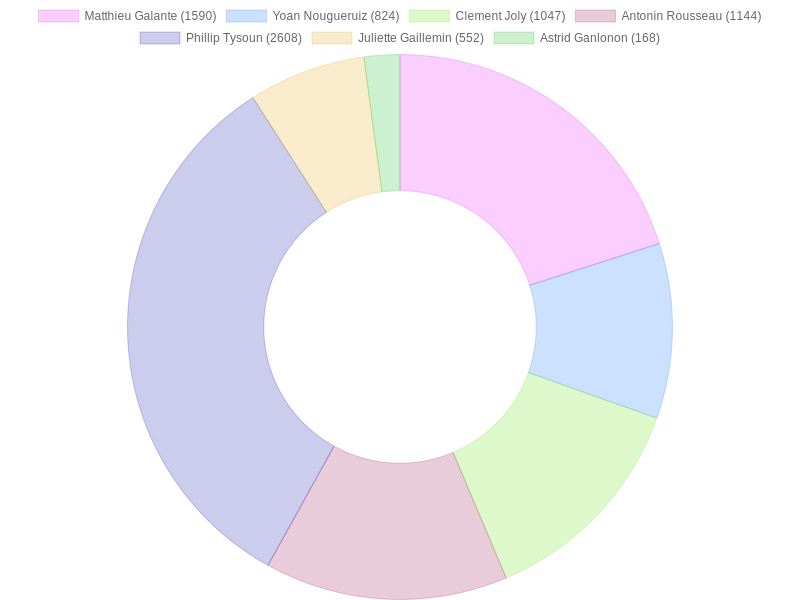 Matthieu Galante (1590) Yoan Nougueruiz (824) Clement Joly (1047) Antonin Rousseau (1144)
Phillip Tysoun (2608) Juliette Gaillemin (552) Astrid Ganlonon (168)